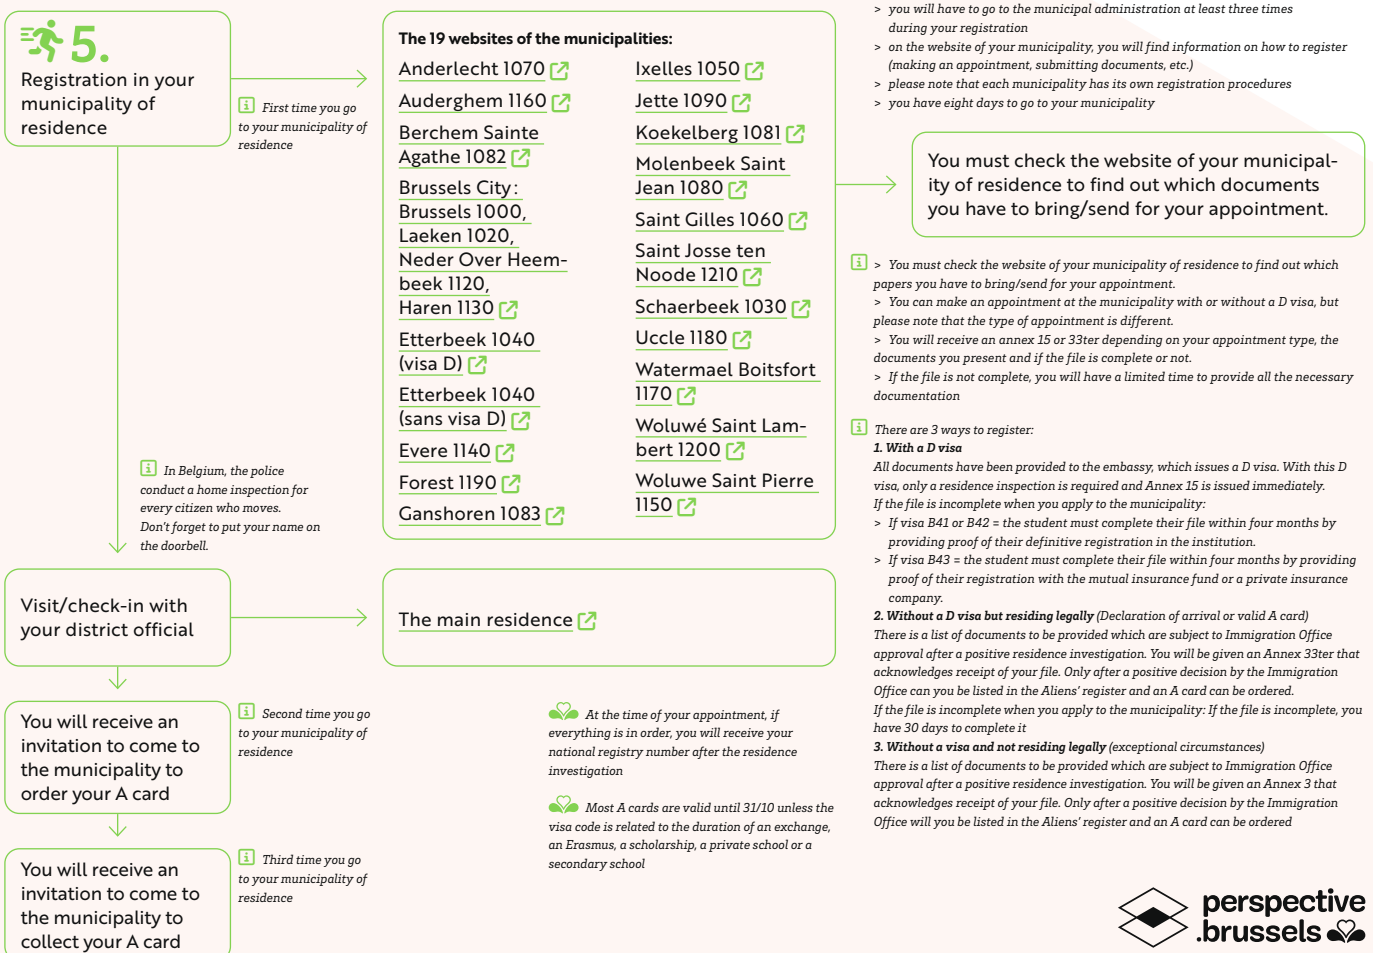 5.
Registration in your
municipality of
residence
First time you go
to your municipality of
residence
The 19 websites of the municipalities:
Anderlecht 1070
Auderghem 1160
Berchem Sainte
Agathe 1082
Brussels City:
Brussels 1000,
Laeken 1020,
Neder Over Heem-
beek 1120,
Haren 1130
Etterbeek 1040
(visa D)
Etterbeek 1040
(sans visa D)
Evere 1140
Forest 1190
Ganshoren 1083
Ixelles 1050
Jette 1090
Koekelberg 1081
Molenbeek Saint
Jean 1080
Saint Gilles 1060
Saint Josse ten
Noode 1210
Schaerbeek 1030
Uccle 1180
Watermael Boitsfort
1170
Woluwé Saint Lam-
bert 1200
Woluwe Saint Pierre
1150
> you will have to go to the municipal administration at least three times
during your registration
> on the website of your municipality, you will find information on how to register
(making an appointment, submitting documents, etc.)
> please note that each municipality has its own registration procedures
> you have eight days to go to your municipality
You must check the website of your municipal-
ity of residence to find out which documents
you have to bring/send for your appointment.
> You must check the website of your municipality of residence to find out which
papers you have to bring/send for your appointment.
> You can make an appointment at the municipality with or without a D visa, but
please note that the type of appointment is different.
> You will receive an annex 15 or 33ter depending on your appointment type, the
documents you present and if the file is complete or not.
> If the file is not complete, you will have a limited time to provide all the necessary
documentation
There are 3 ways to register:
1. With a D visa
All documents have been provided to the embassy, which issues a D visa. With this D
visa, only a residence inspection is required and Annex 15 is issued immediately.
If the file is incomplete when you apply to the municipality:
> If visa B41 or B42 = the student must complete their file within four months by
providing proof of their definitive registration in the institution.
> If visa B43 = the student must complete their file within four months by providing
proof of their registration with the mutual insurance fund or a private insurance
company.
2. Without a D visa but residing legally (Declaration of arrival or valid A card)
There is a list of documents to be provided which are subject to Immigration Office
approval after a positive residence investigation. You will be given an Annex 33ter that
acknowledges receipt of your file. Only after a positive decision by the Immigration
Office can you be listed in the Aliens' register and an A card can be ordered.
If the file is incomplete when you apply to the municipality: If the file is incomplete, you
have 30 days to complete it
3. Without a visa and not residing legally (exceptional circumstances)
There is a list of documents to be provided which are subject to Immigration Office
approval after a positive residence investigation. You will be given an Annex 3 that
acknowledges receipt of your file. Only after a positive decision by the Immigration
Office will you be listed in the Aliens' register and an A card can be ordered
In Belgium, the police
conduct a home inspection for
every citizen who moves.
Don't forget to put your name on
the doorbell.
Visit/check-in with
your district official
The main residence
You will receive an
invitation to come to
the municipality to
order your A card
Second time you go
to your municipality of
residence
At the time of your appointment, if
everything is in order, you will receive your
national registry number after the residence
investigation
Most A cards are valid until 31/10 unless the
visa code is related to the duration of an exchange,
an Erasmus, a scholarship, a private school or a
secondary school
You will receive an
invitation to come to
the municipality to
collect your A card
Third time you go
to your municipality of
residence
perspective
.brussels